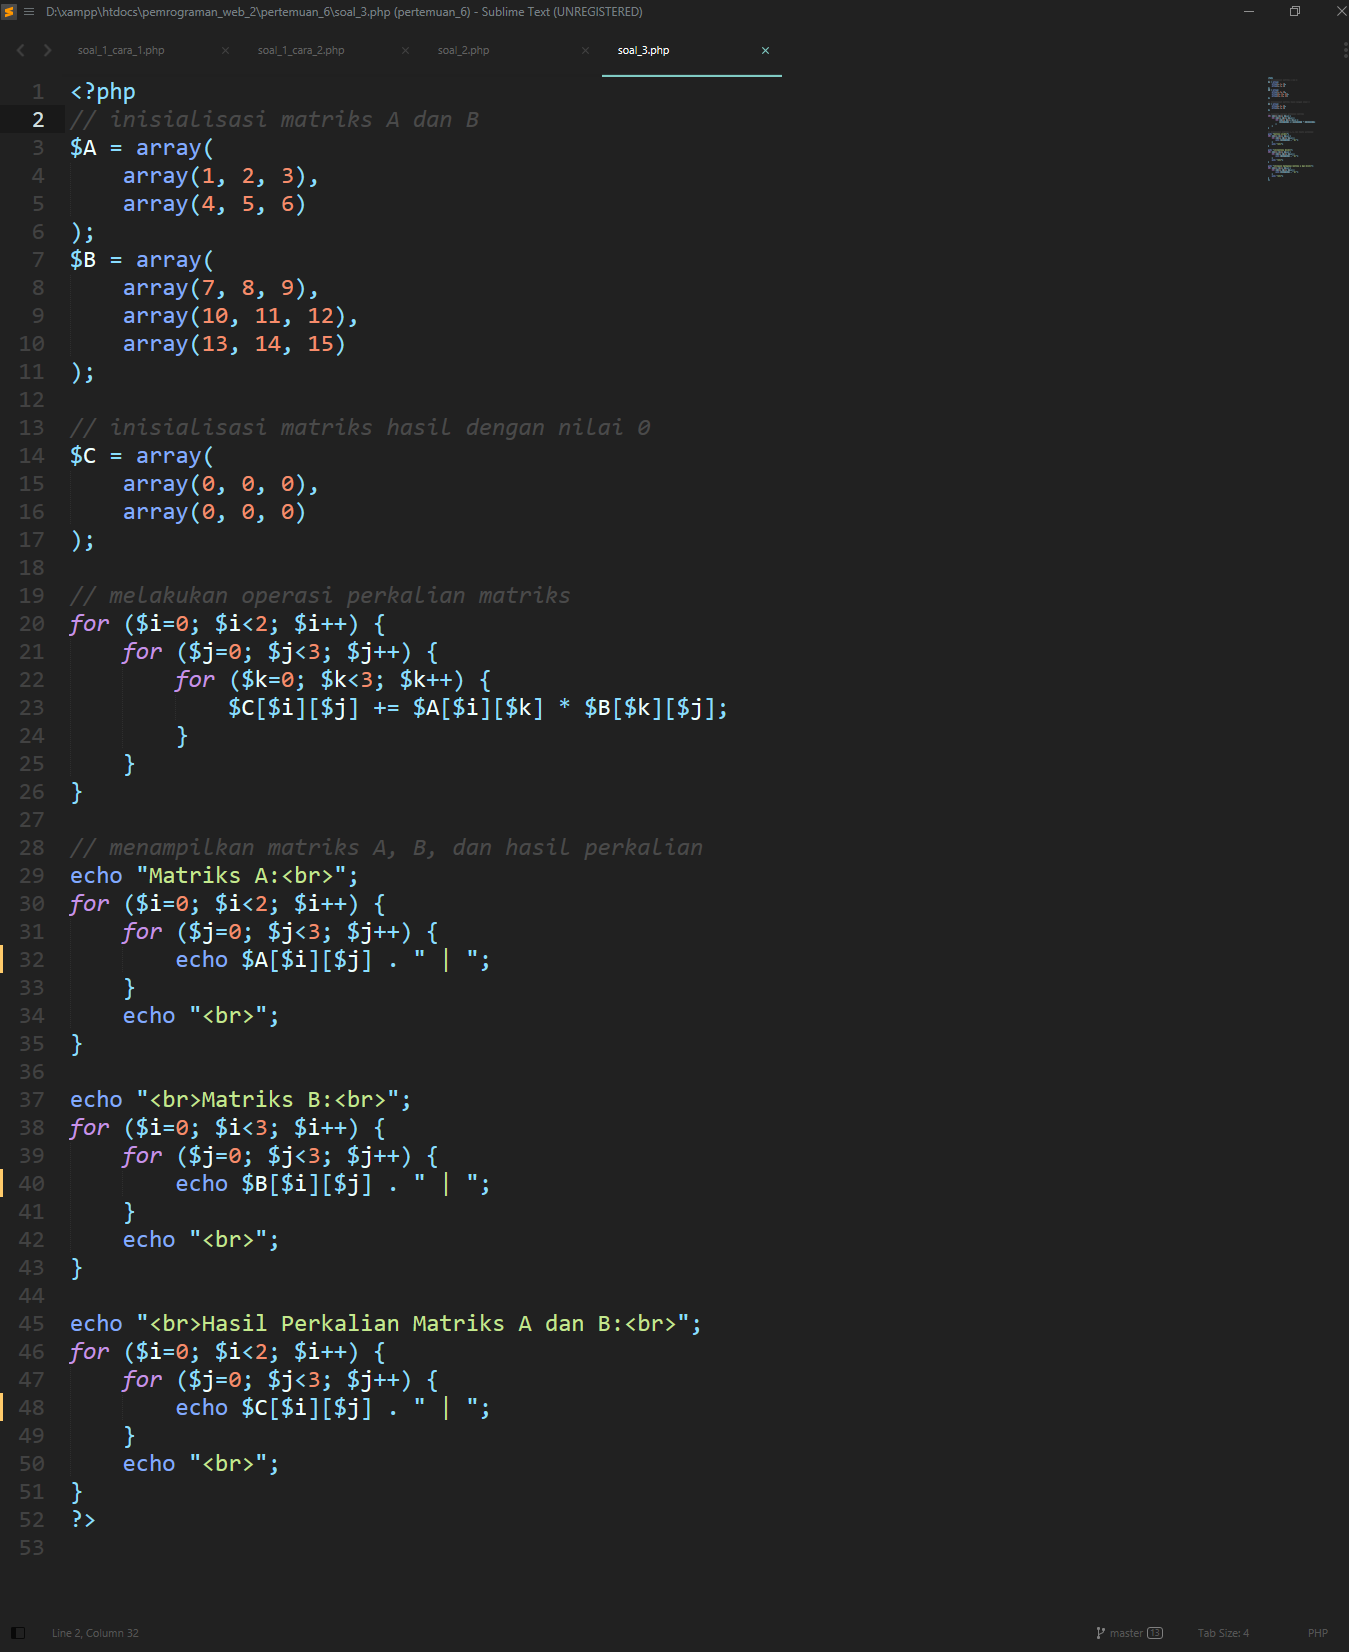 D:\xampp\htdocs\pemrograman_web_2\pertemuan_6\soal_3.php (pertemuan_6) - Sublime Text (UNREGISTERED)
soal_1_cara_1.php soal_1_cara_2.php soal_2.php soal_3.php
1 <?php
2 // inisialisasi matriks A dan B
3 $A = array(
4     array(1, 2, 3),
5     array(4, 5, 6)
6 );
7 $B = array(
8     array(7, 8, 9),
9     array(10, 11, 12),
10     array(13, 14, 15)
11 );
12
13 // inisialisasi matriks hasil dengan nilai 0
14 $C = array(
15     array(0, 0, 0),
16     array(0, 0, 0)
17 );
18
19 // melakukan operasi perkalian matriks
20 for ($i=0; $i<2; $i++) {
21     for ($j=0; $j<3; $j++) {
22         for ($k=0; $k<3; $k++) {
23             $C[$i][$j] += $A[$i][$k] * $B[$k][$j];
24         }
25     }
26 }
27
28 // menampilkan matriks A, B, dan hasil perkalian
29 echo "Matriks A:<br>";
30 for ($i=0; $i<2; $i++) {
31     for ($j=0; $j<3; $j++) {
32         echo $A[$i][$j] . " | ";
33     }
34     echo "<br>";
35 }
36
37 echo "<br>Matriks B:<br>";
38 for ($i=0; $i<3; $i++) {
39     for ($j=0; $j<3; $j++) {
40         echo $B[$i][$j] . " | ";
41     }
42     echo "<br>";
43 }
44
45 echo "<br>Hasil Perkalian Matriks A dan B:<br>";
46 for ($i=0; $i<2; $i++) {
47     for ($j=0; $j<3; $j++) {
48         echo $C[$i][$j] . " | ";
49     }
50     echo "<br>";
51 }
52 ?>
53
Line 2, Column 32 master 13 Tab Size: 4 PHP